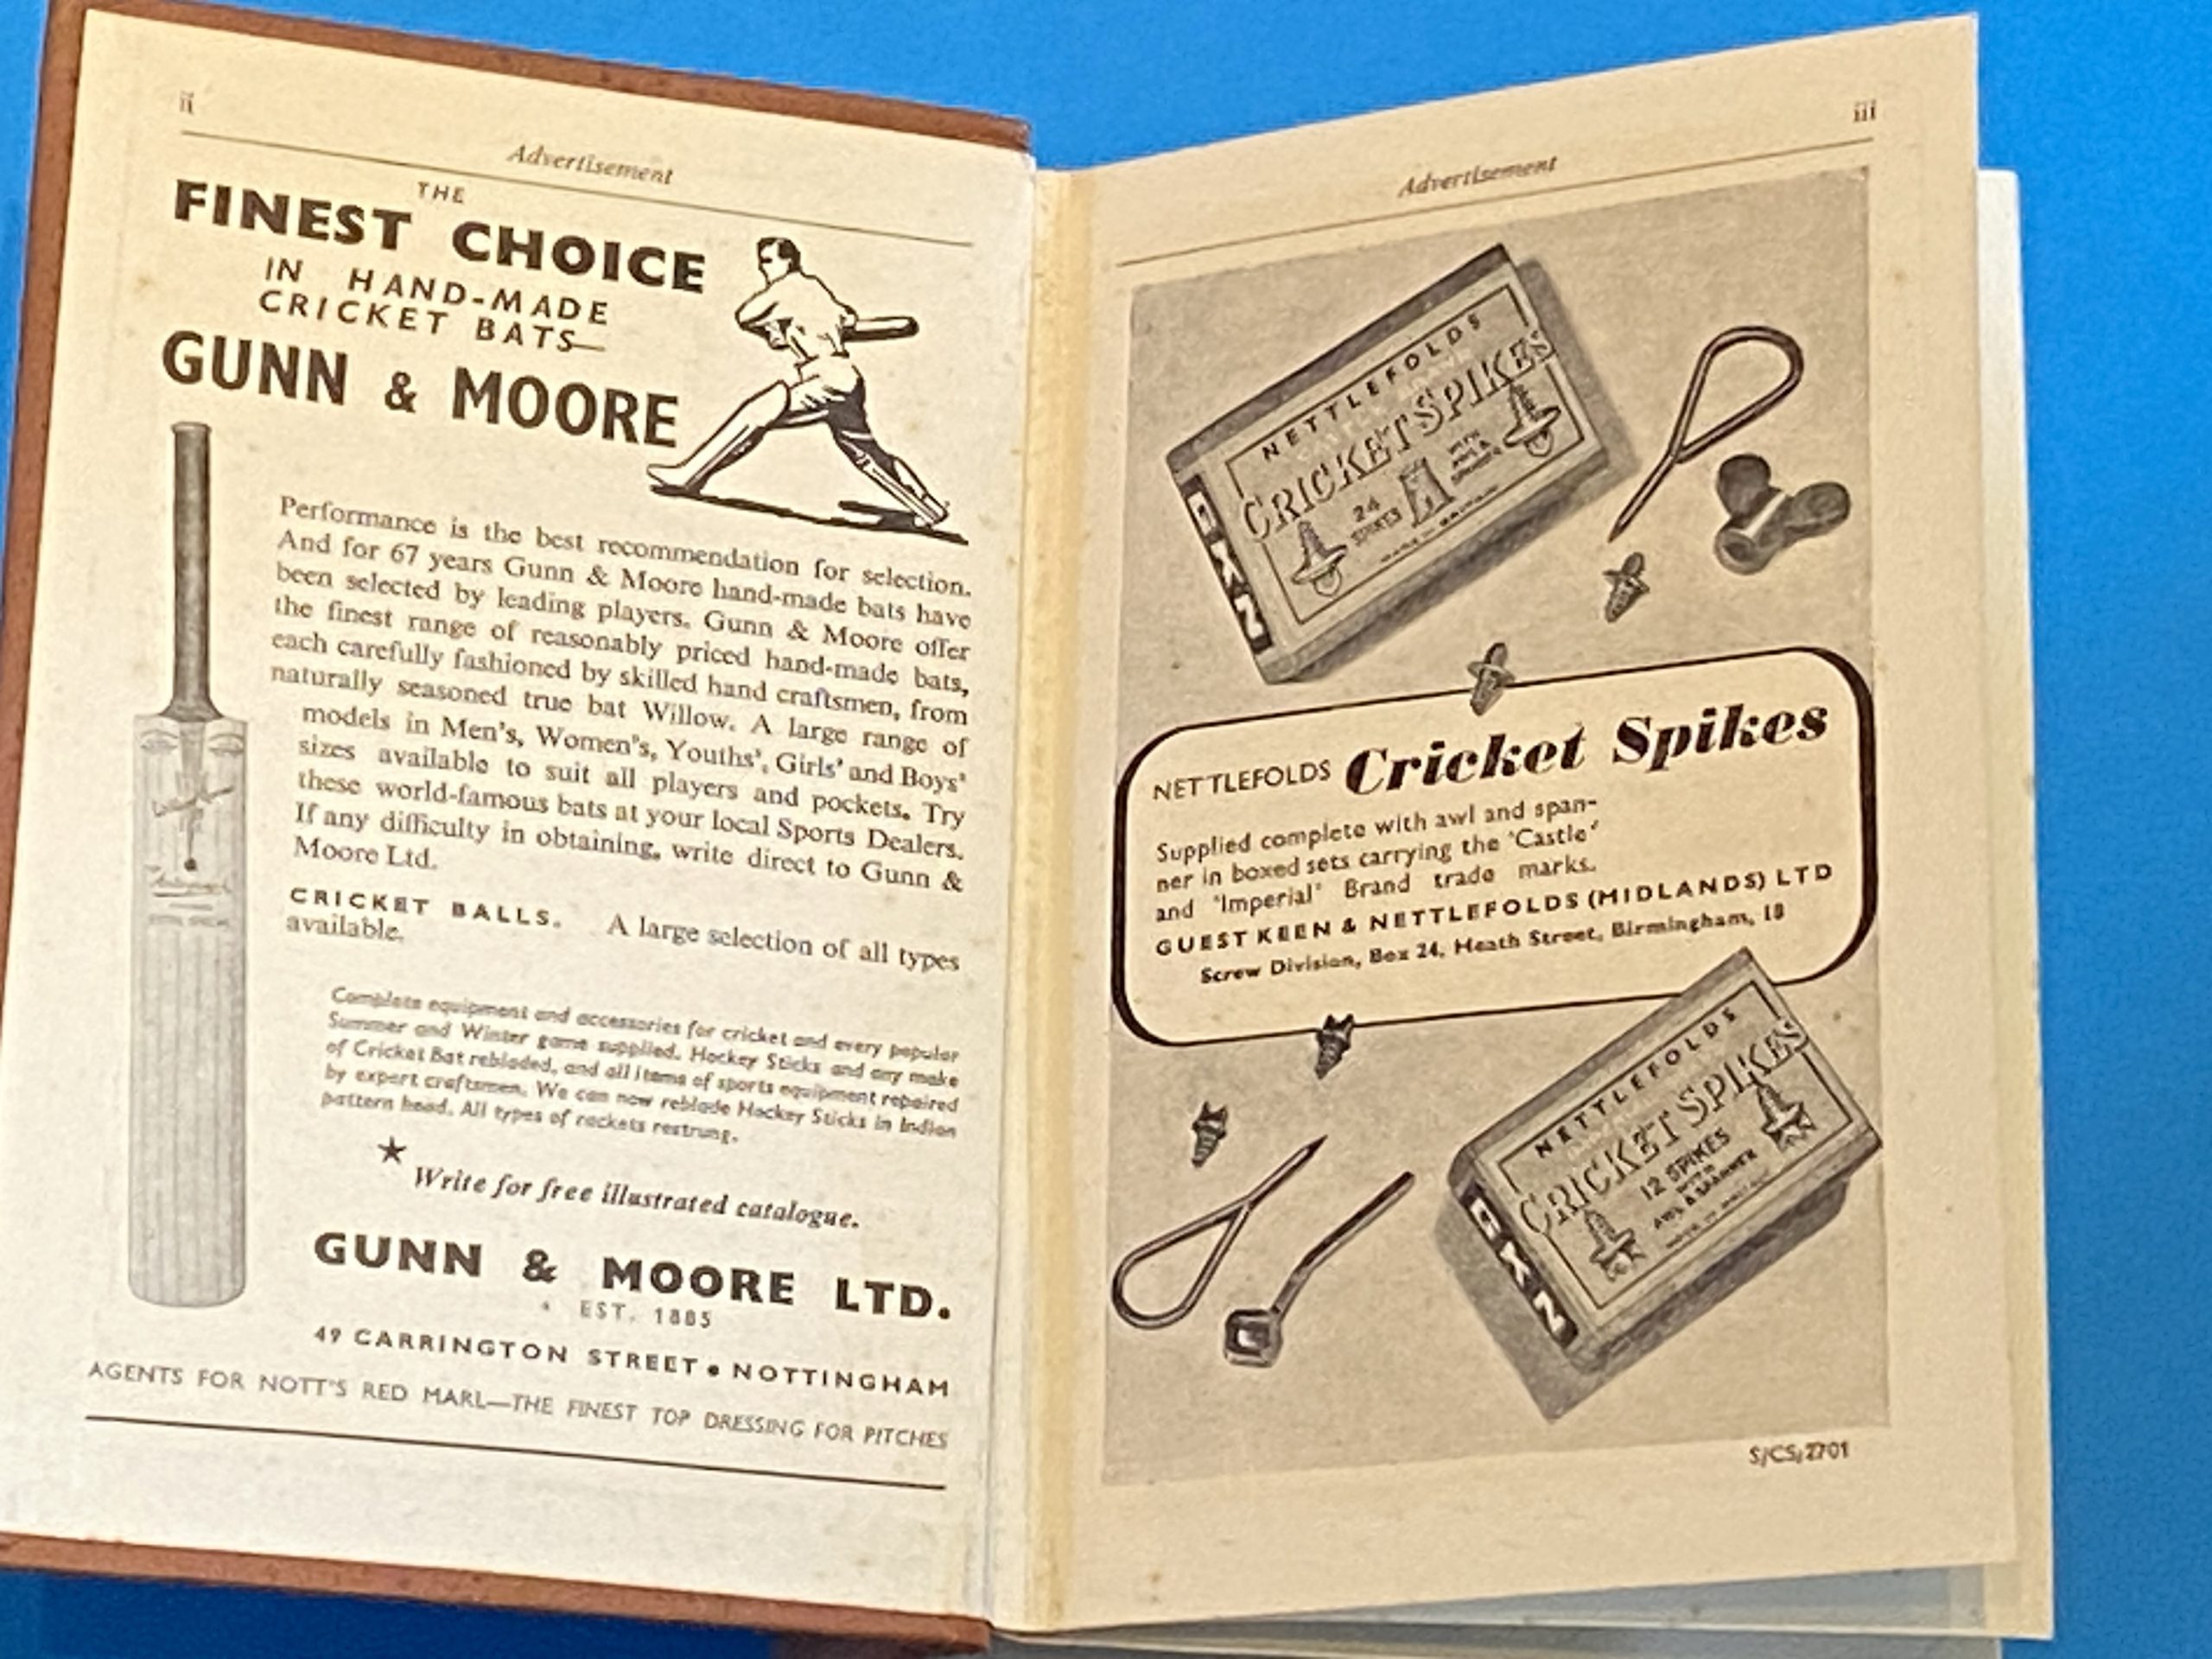 ii
Advertisement
THE
FINEST CHOICE
IN HAND-MADE
CRICKET BATS—
GUNN & MOORE
Performance is the best recommendation for selection.
And for 67 years Gunn & Moore hand-made bats have
been selected by leading players. Gunn & Moore offer
the finest range of reasonably priced hand-made bats,
each carefully fashioned by skilled hand craftsmen, from
naturally seasoned true bat Willow. A large range of
models in Men's, Women's, Youths', Girls' and Boys'
sizes available to suit all players and pockets. Try
these world-famous bats at your local Sports Dealers.
If any difficulty in obtaining, write direct to Gunn &
Moore Ltd.
CRICKET BALLS. A large selection of all types
available.
Complete equipment and accessories for cricket and every popular
Summer and Winter game supplied. Hockey Sticks and any make
of Cricket Bat rebladed, and all items of sports equipment repaired
by expert craftsmen. We can now reblade Hockey Sticks in Indian
pattern head. All types of rackets restrung.
★ Write for free illustrated catalogue.
GUNN & MOORE LTD.
EST. 1885
49 CARRINGTON STREET • NOTTINGHAM
AGENTS FOR NOTT'S RED MARL—THE FINEST TOP DRESSING FOR PITCHES
iii
Advertisement
NETTLEFOLDS
CRICKET SPIKES
24
SPIKES
WITH
AWL &
SPANNER
GKN
NETTLEFOLDS Cricket Spikes
Supplied complete with awl and span-
ner in boxed sets carrying the 'Castle'
and 'Imperial' Brand trade marks.
GUEST KEEN & NETTLEFOLDS (MIDLANDS) LTD
Screw Division, Box 24, Heath Street, Birmingham, 18
NETTLEFOLDS
CRICKET SPIKES
12 SPIKES
WITH
AWL & SPANNER
GKN
S/CS/2701